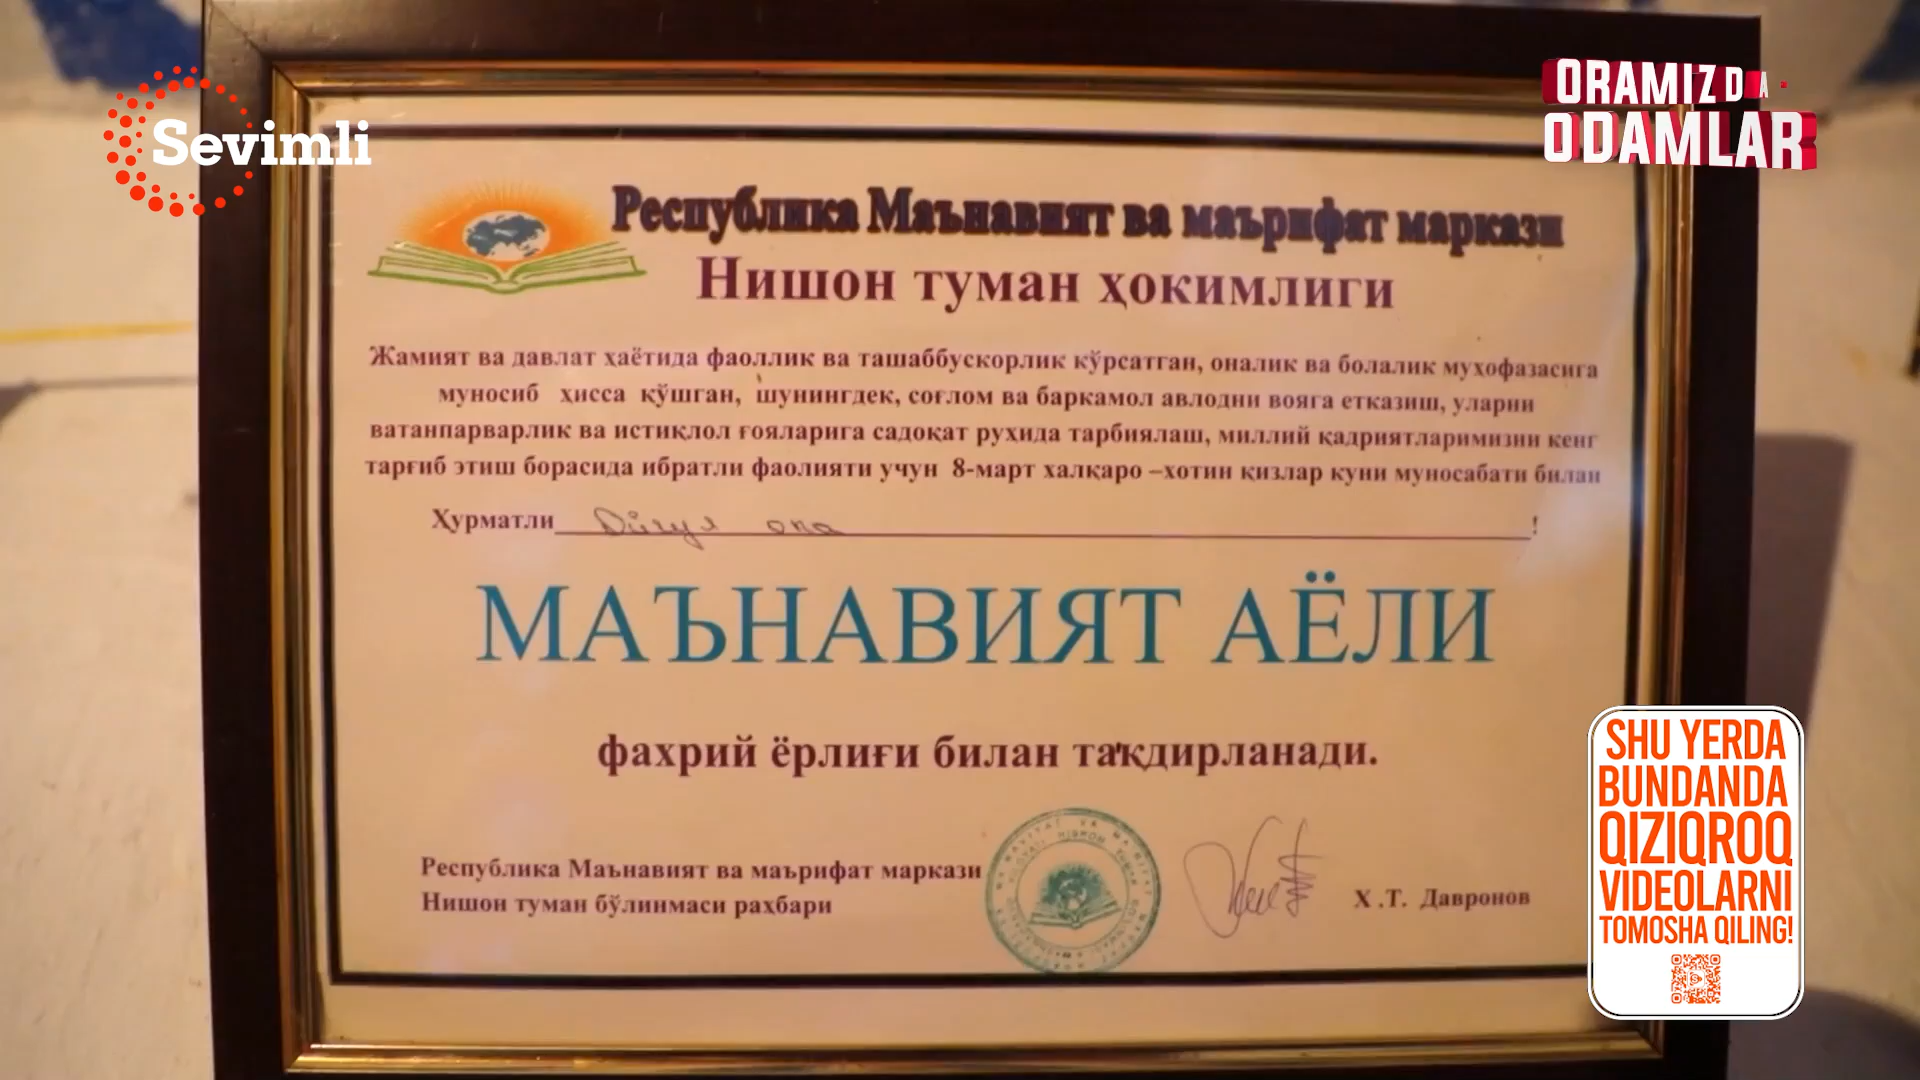 Sevimli
ORAMIZDA
ODAMLAR
Республика Маънавият ва маърифат маркази
Нишон туман ҳокимлиги
Жамият ва давлат ҳаётида фаоллик ва ташаббускорлик кўрсатган, оналик ва болалик муҳофазасига
муносиб ҳисса қўшган, шунингдек, соғлом ва баркамол авлодни вояга етказиш, уларни
ватанпарварлик ва истиқлол ғояларига садоқат руҳида тарбиялаш, миллий қадриятларимизни кенг
тарғиб этиш борасида ибратли фаолияти учун 8-март халқаро –хотин қизлар куни муносабати билан
Ҳурматли Ойгул опа !
МАЪНАВИЯТ АЁЛИ
фахрий ёрлиғи билан тақдирланади.
Республика Маънавият ва маърифат маркази
Нишон туман бўлинмаси раҳбари
Х .Т. Давронов
SHU YERDA
BUNDANDA
QIZIQROQ
VIDEOLARNI
TOMOSHA QILING!